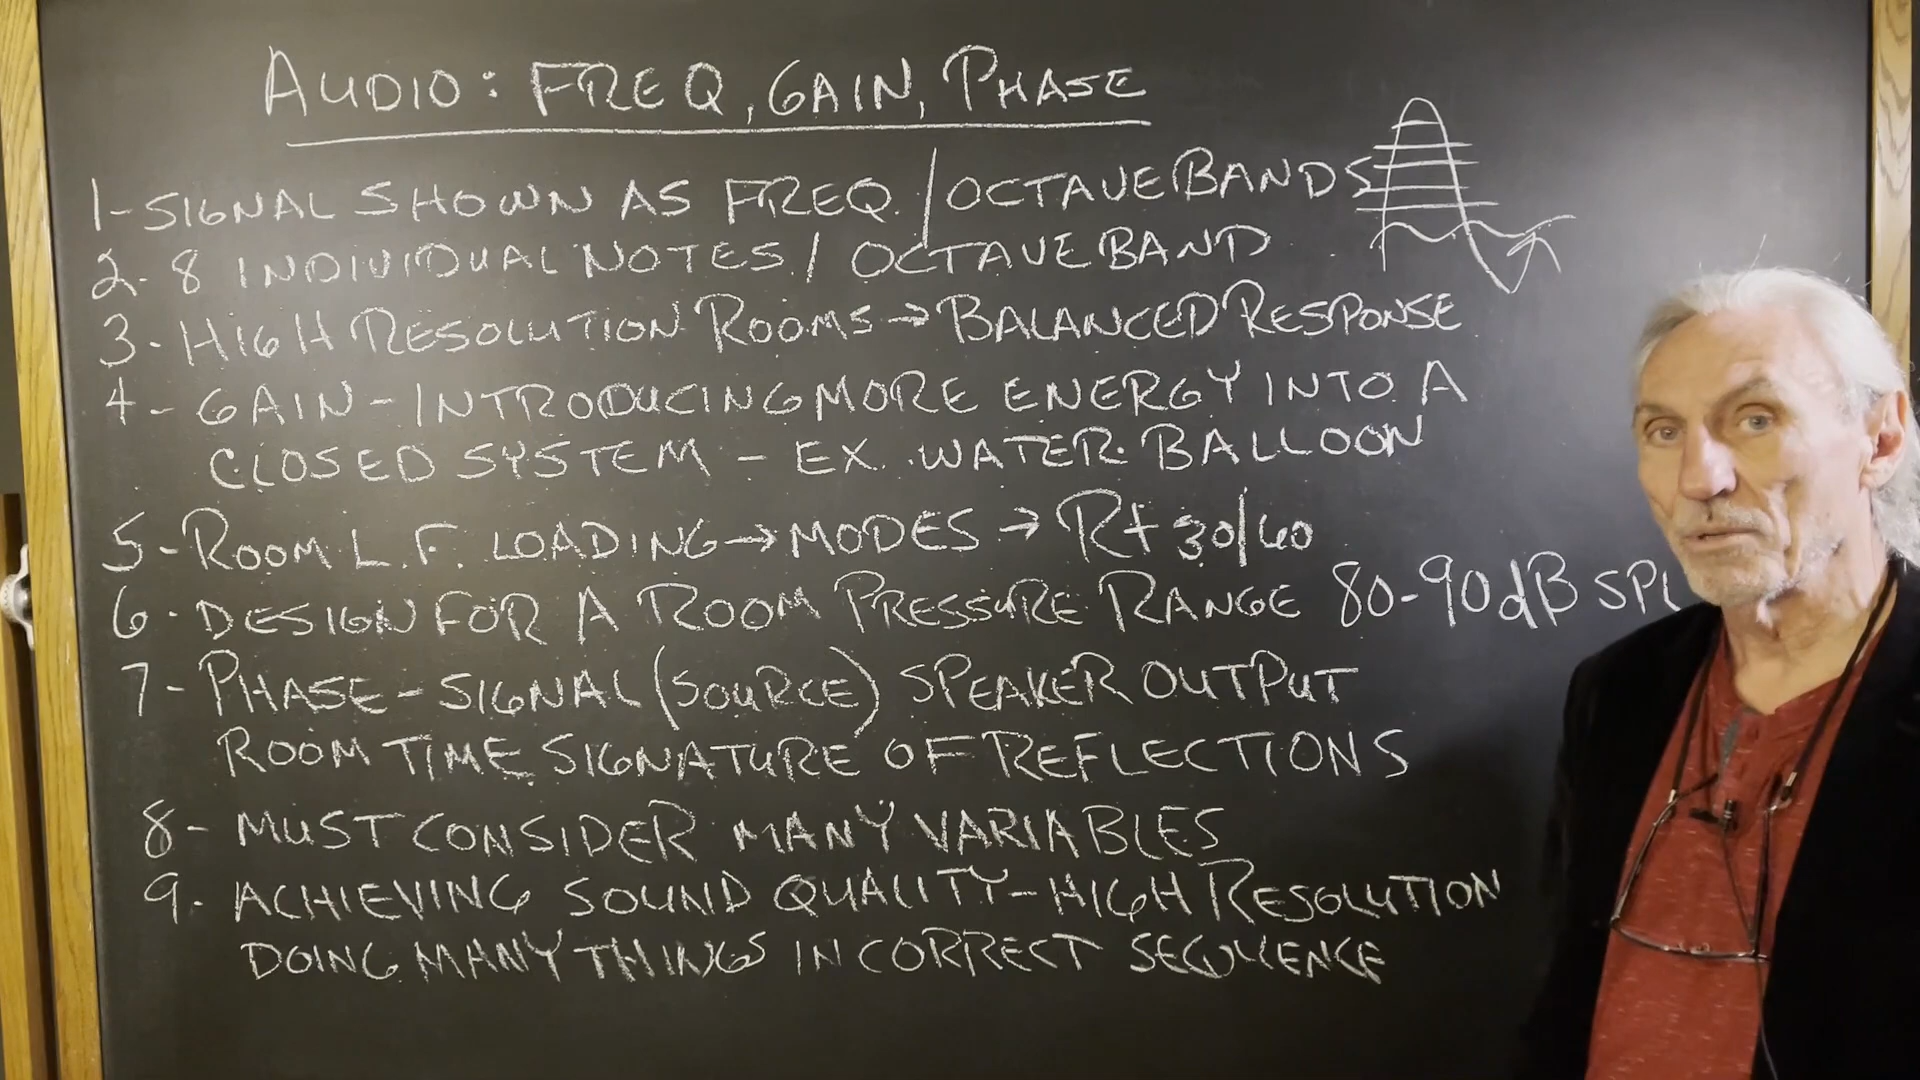 AUDIO: FREQ, GAIN, PHASE
1- SIGNAL SHOWN AS FREQ. / OCTAVE BANDS
2- 8 INDIVIDUAL NOTES / OCTAVE BAND
3- HIGH RESOLUTION ROOMS → BALANCED RESPONSE
4- GAIN - INTRODUCING MORE ENERGY INTO A
CLOSED SYSTEM - EX. WATER BALLOON
5- ROOM L.F. LOADING → MODES → Rt 30/60
6- DESIGN FOR A ROOM PRESSURE RANGE 80-90 dB SPL
7- PHASE - SIGNAL (SOURCE) SPEAKER OUTPUT
ROOM TIME SIGNATURE OF REFLECTIONS
8- MUST CONSIDER MANY VARIABLES
9- ACHIEVING SOUND QUALITY - HIGH RESOLUTION
DOING MANY THINGS IN CORRECT SEQUENCE